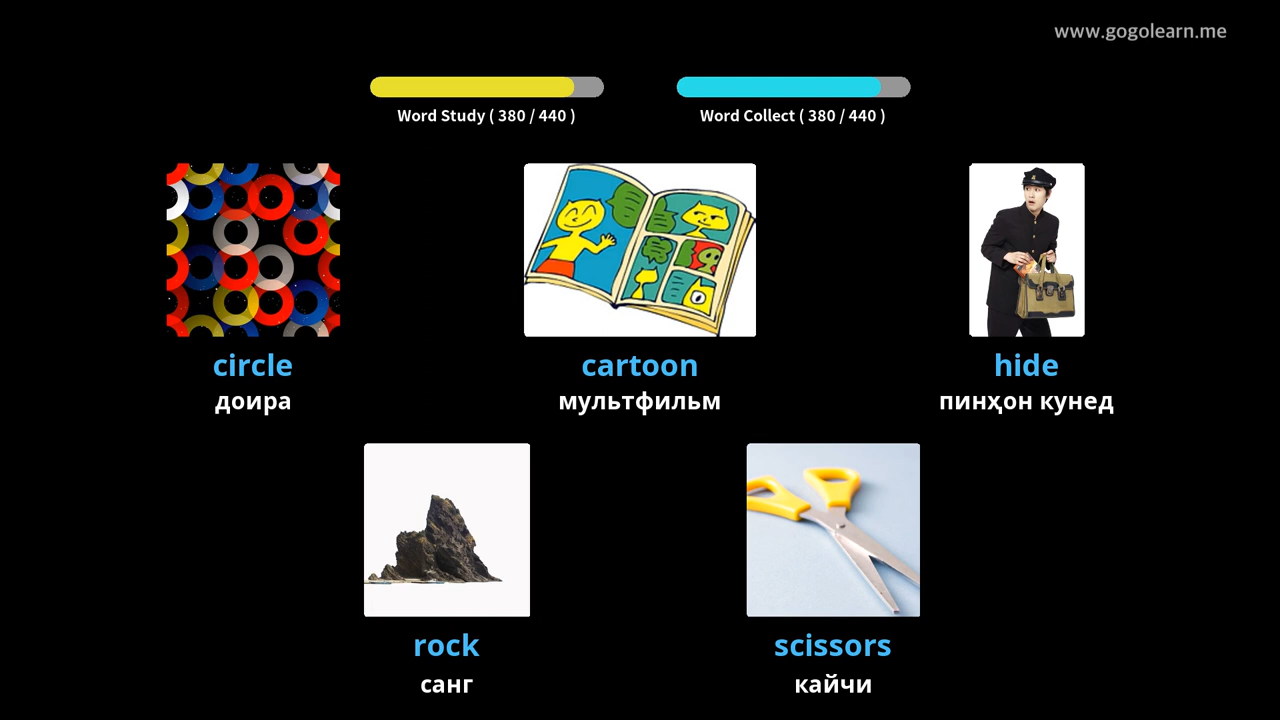 www.gogolearn.me
Word Study ( 380 / 440 )
Word Collect ( 380 / 440 )
circle
доира
cartoon
мультфильм
hide
пинҳон кунед
rock
санг
scissors
кайчи